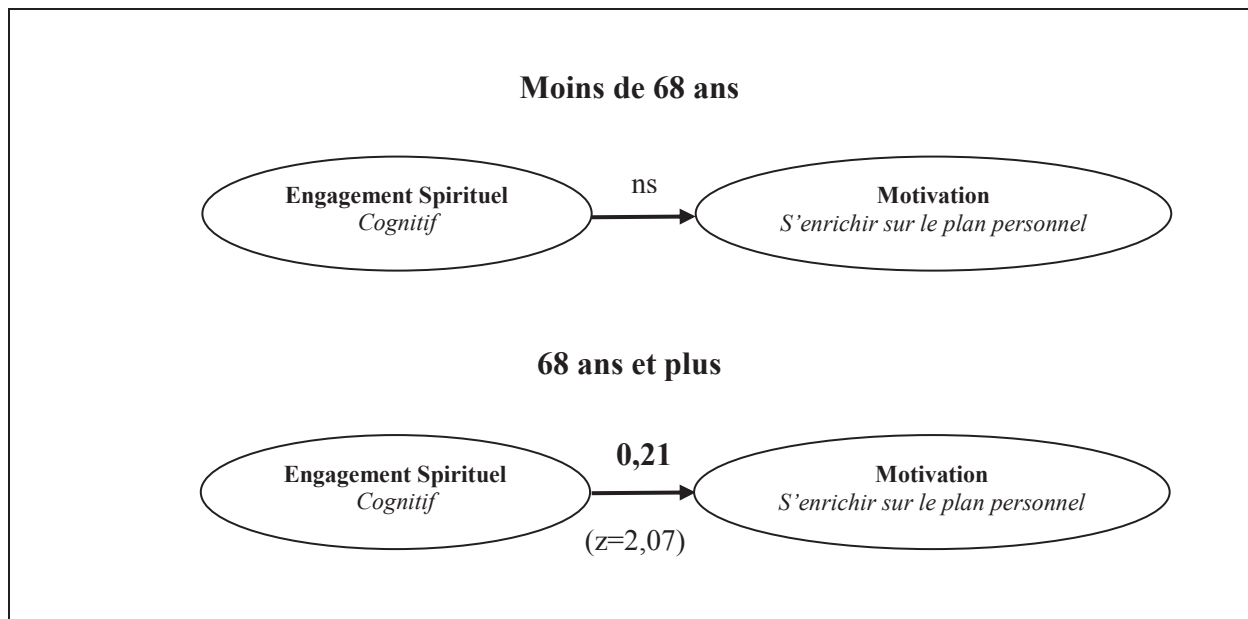 Moins de 68 ans
Engagement Spirituel
Cognitif
ns
Motivation
S'enrichir sur le plan personnel
68 ans et plus
Engagement Spirituel
Cognitif
0,21
(z=2,07)
Motivation
S'enrichir sur le plan personnel